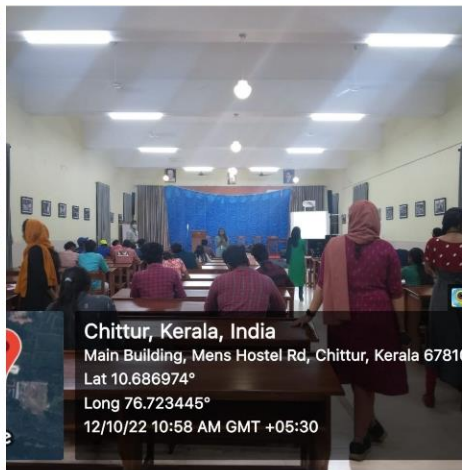 Chittur, Kerala, India
Main Building, Mens Hostel Rd, Chittur, Kerala 67810
Lat 10.686974°
Long 76.723445°
12/10/22 10:58 AM GMT +05:30